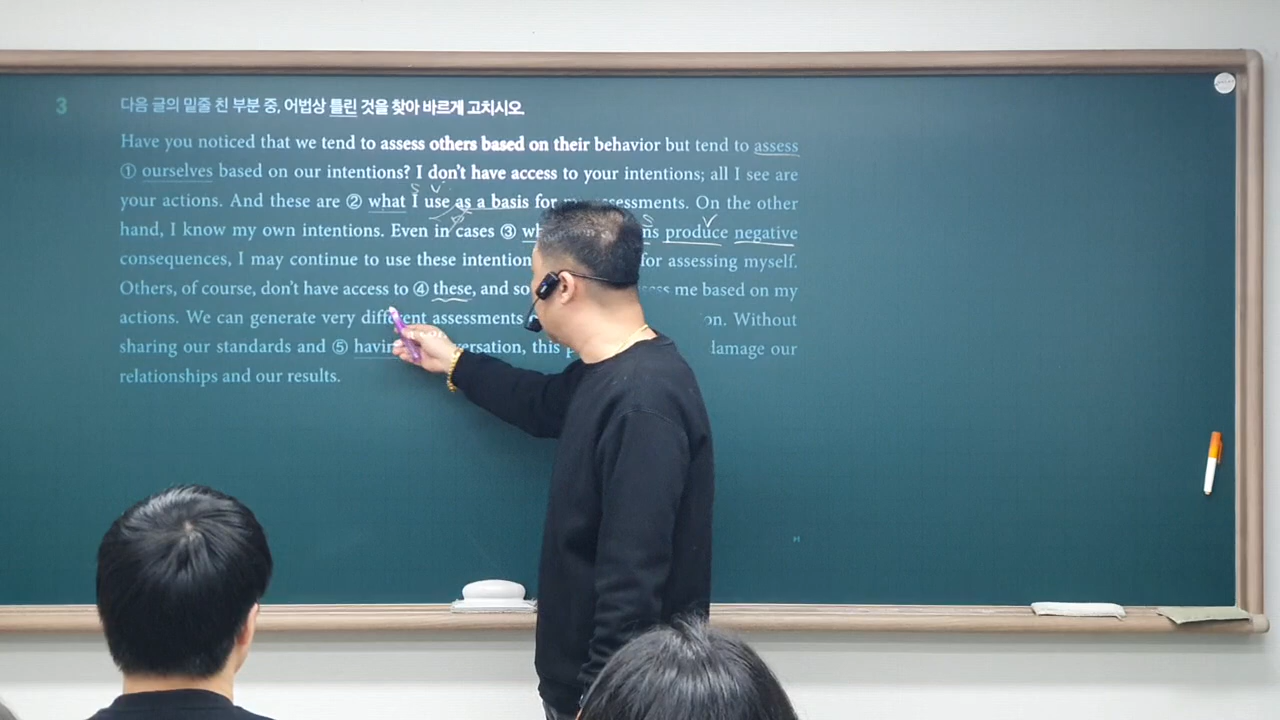 3 다음 글의 밑줄 친 부분 중, 어법상 틀린 것을 찾아 바르게 고치시오.
Have you noticed that we tend to assess others based on their behavior but tend to assess
① ourselves based on our intentions? I don't have access to your intentions; all I see are
S V
your actions. And these are ② what I use as a basis for assessments. On the other
S V
hand, I know my own intentions. Even in cases ③ produce negative
consequences, I may continue to use these for assessing myself.
Others, of course, don't have access to ④ these, and so me based on my
actions. We can generate very different assessments Without
sharing our standards and ⑤ this damage our
relationships and our results.